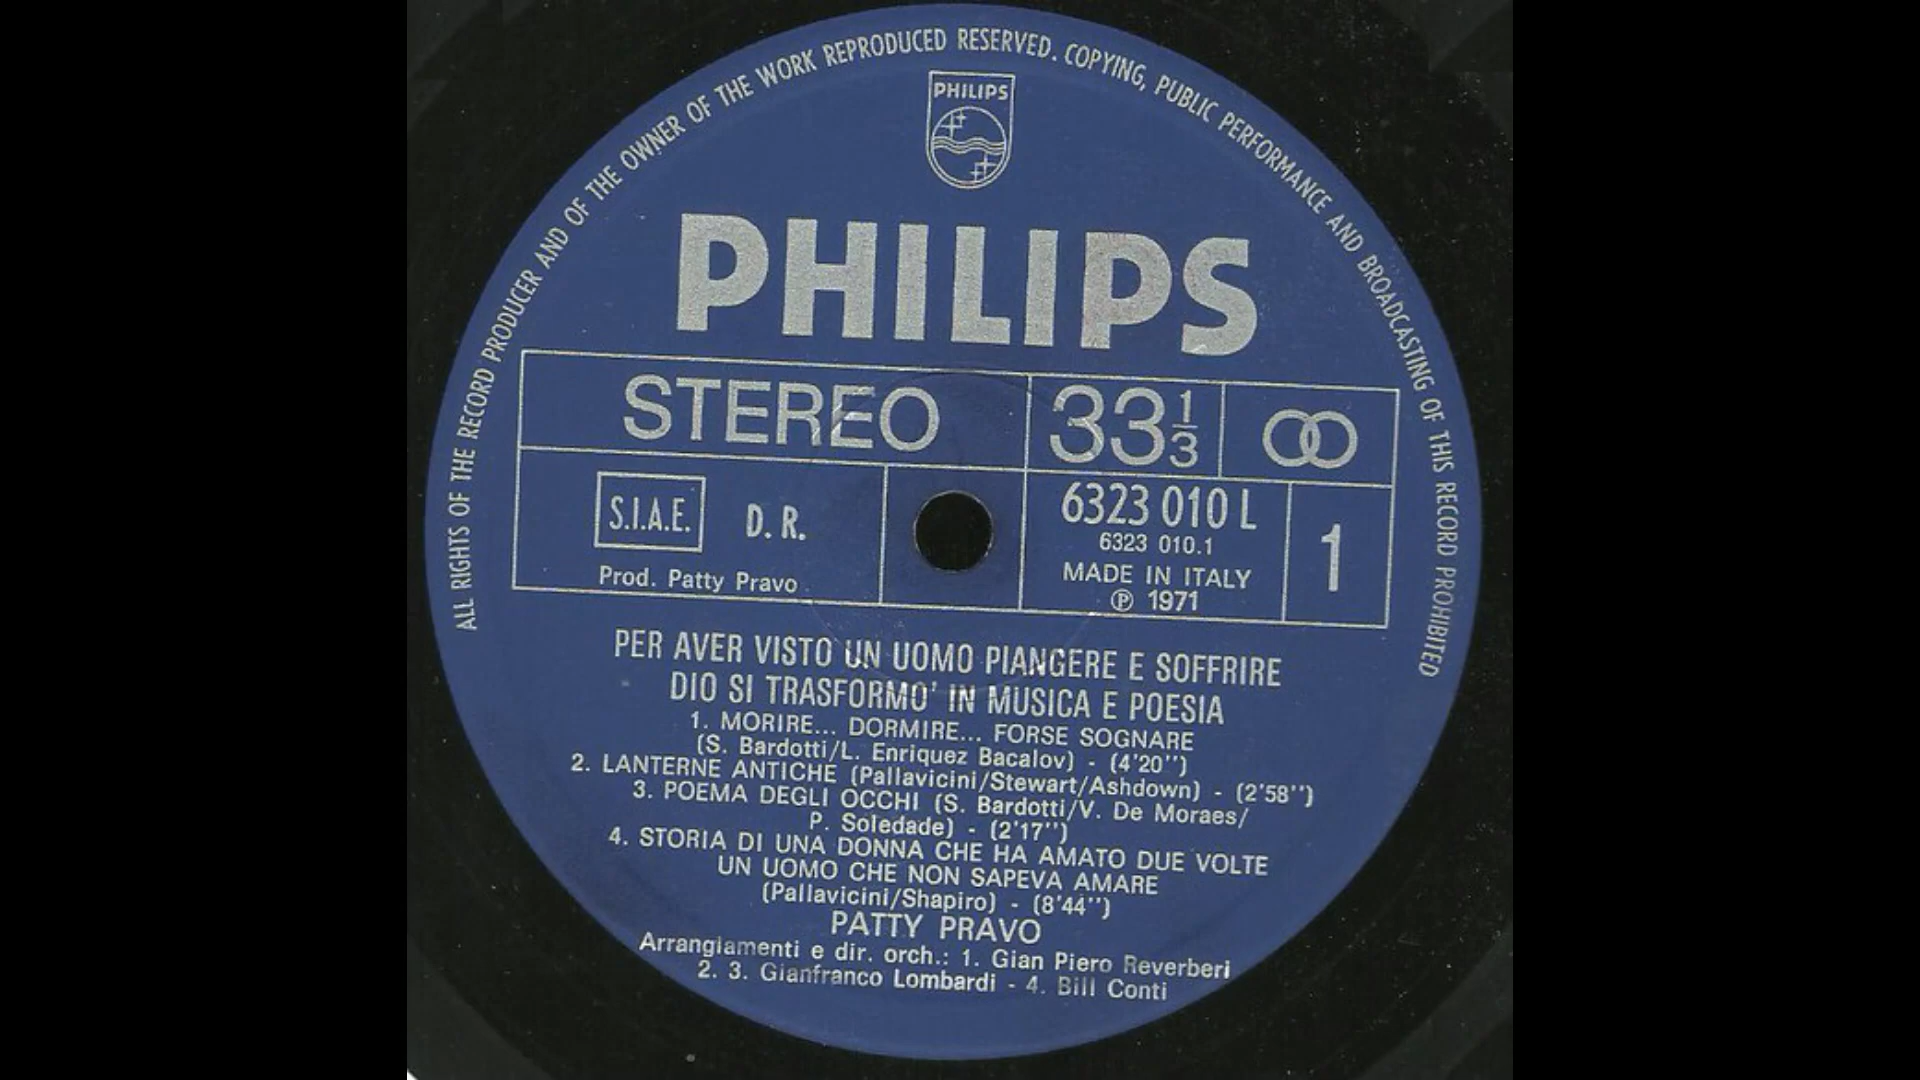 ALL RIGHTS OF THE RECORD PRODUCER AND OF THE OWNER OF THE WORK REPRODUCED RESERVED. COPYING, PUBLIC PERFORMANCE AND BROADCASTING OF THIS RECORD PROHIBITED
PHILIPS
PHILIPS
STEREO
33 1/3
S.I.A.E. D. R.
Prod. Patty Pravo
6323 010 L
6323 010.1
MADE IN ITALY
℗ 1971
1
PER AVER VISTO UN UOMO PIANGERE E SOFFRIRE
DIO SI TRASFORMO' IN MUSICA E POESIA
1. MORIRE... DORMIRE... FORSE SOGNARE
(S. Bardotti/L. Enriquez Bacalov) - (4'20'')
2. LANTERNE ANTICHE (Pallavicini/Stewart/Ashdown) - (2'58'')
3. POEMA DEGLI OCCHI (S. Bardotti/V. De Moraes/
P. Soledade) - (2'17'')
4. STORIA DI UNA DONNA CHE HA AMATO DUE VOLTE
UN UOMO CHE NON SAPEVA AMARE
(Pallavicini/Shapiro) - (8'44'')
PATTY PRAVO
Arrangiamenti e dir. orch.: 1. Gian Piero Reverberi
2. 3. Gianfranco Lombardi - 4. Bill Conti